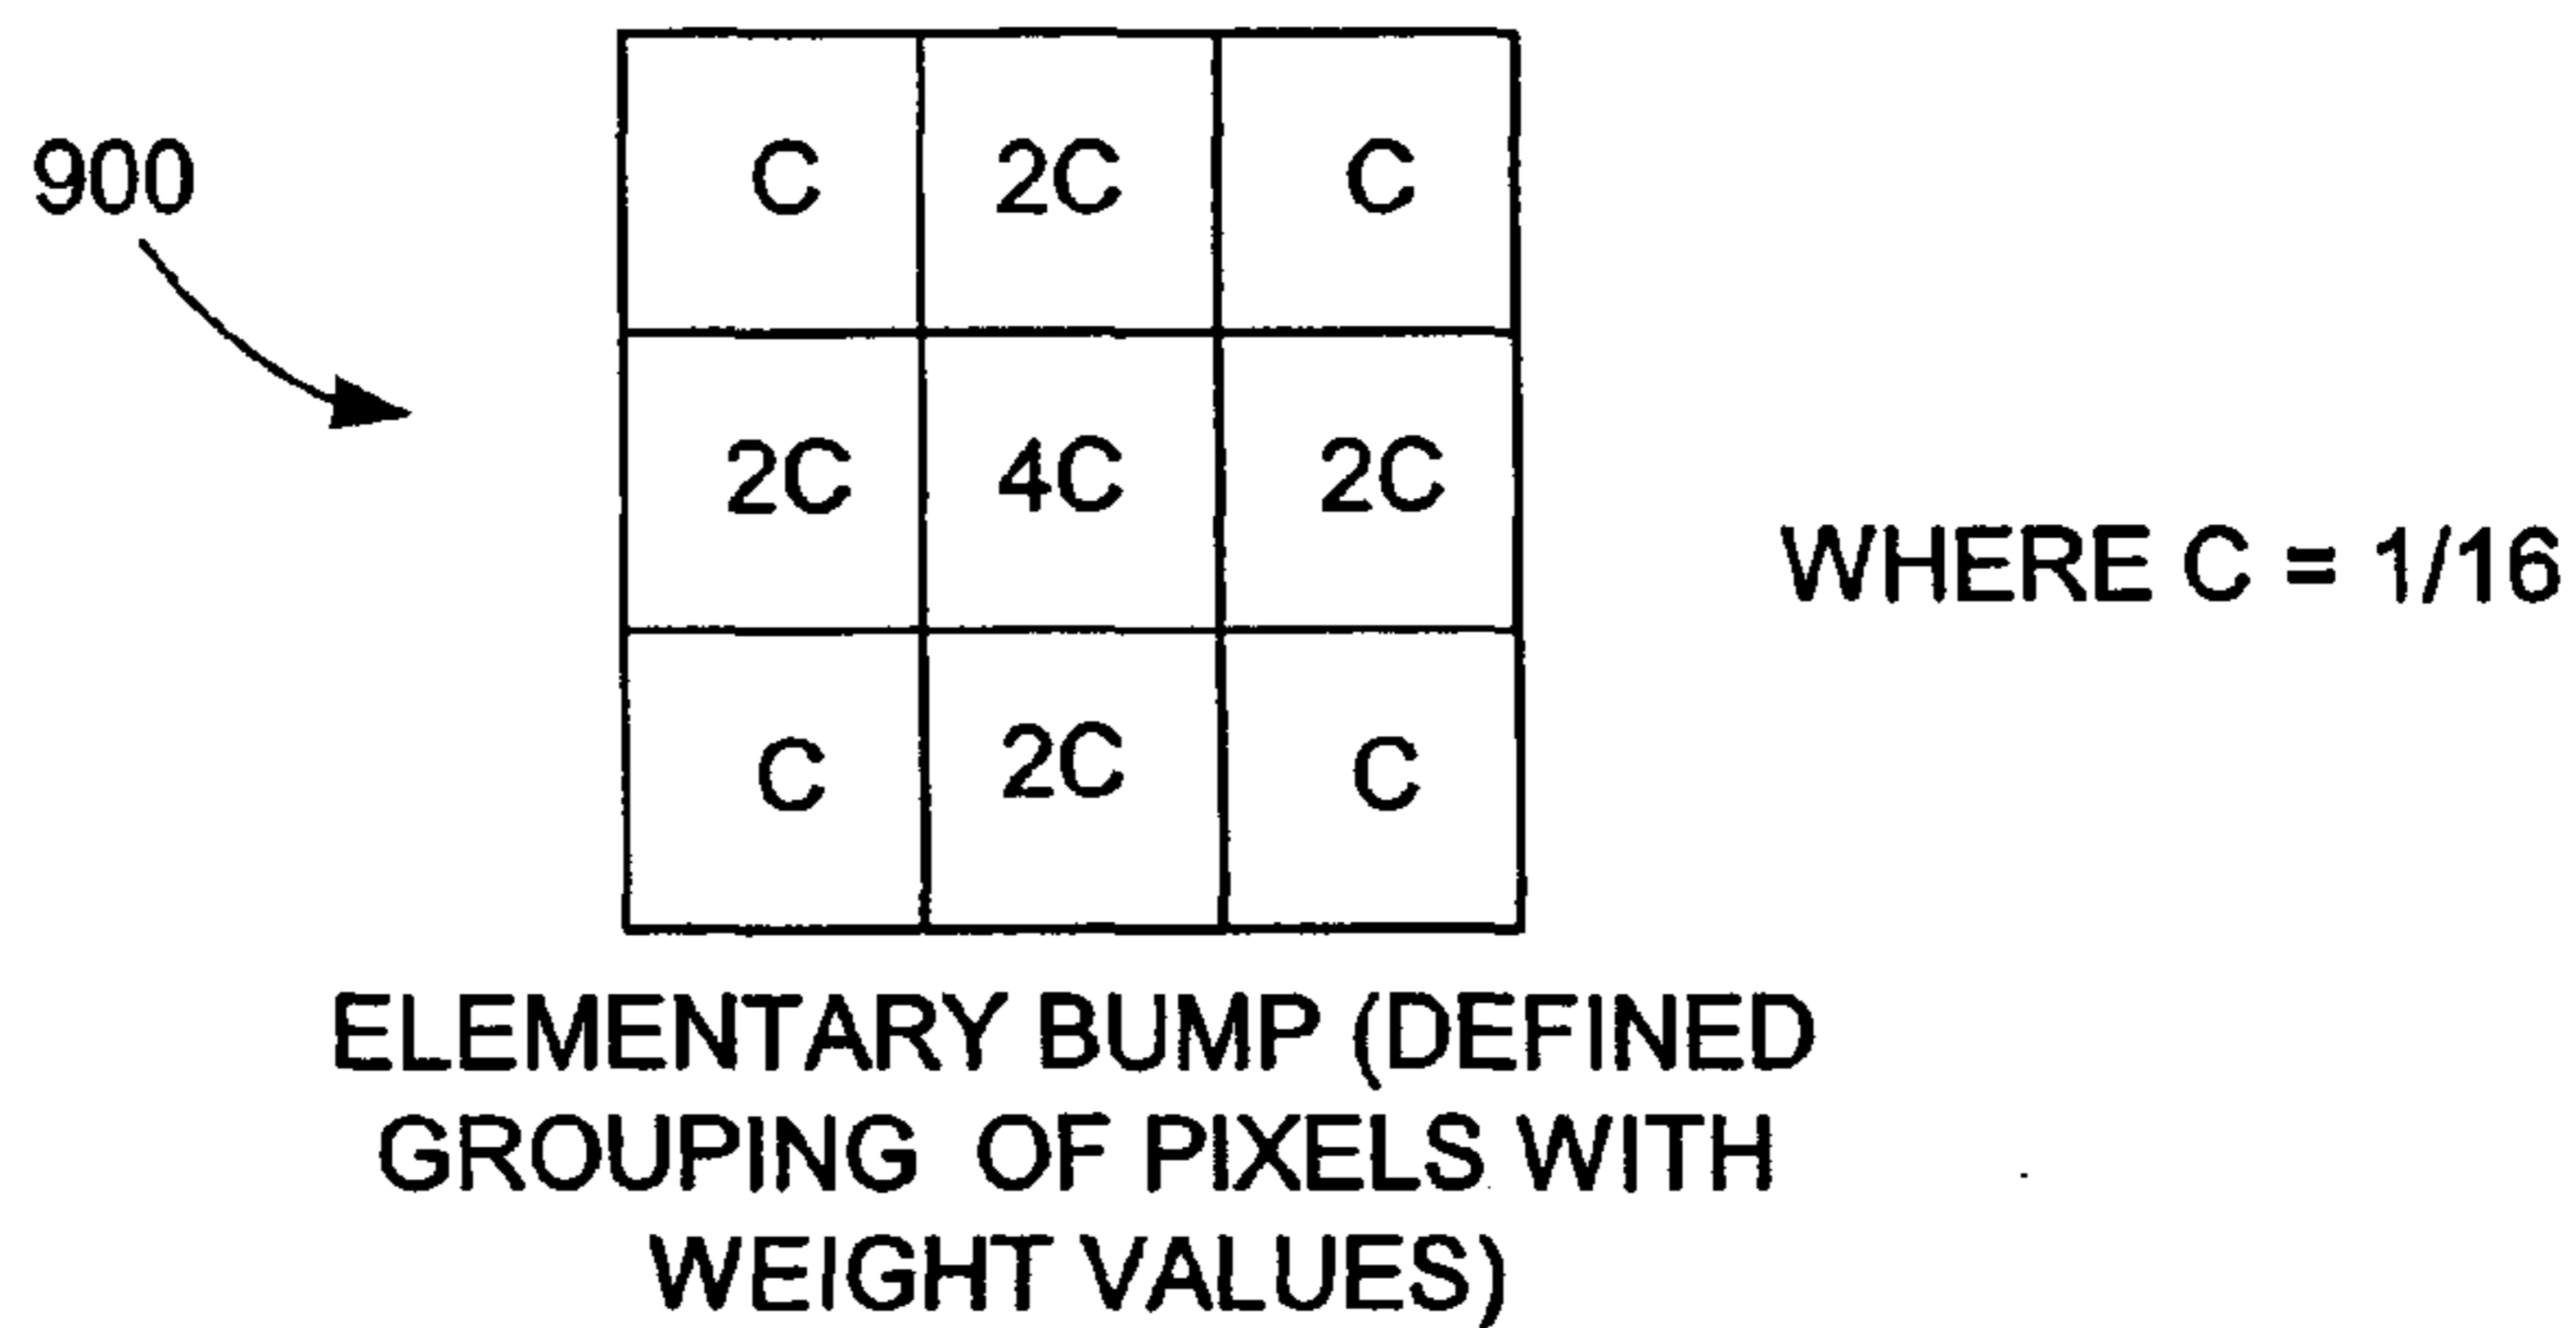 900
C 2C C
2C 4C 2C
WHERE C = 1/16
C 2C C
ELEMENTARY BUMP (DEFINED
GROUPING OF PIXELS WITH
WEIGHT VALUES)